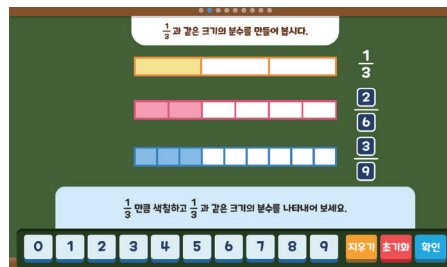 1/3 과 같은 크기의 분수를 만들어 봅시다.
1/3
2/6
3/9
1/3 만큼 색칠하고 1/3 과 같은 크기의 분수를 나타내어 보세요.
0 1 2 3 4 5 6 7 8 9 지우기 초기화 확인